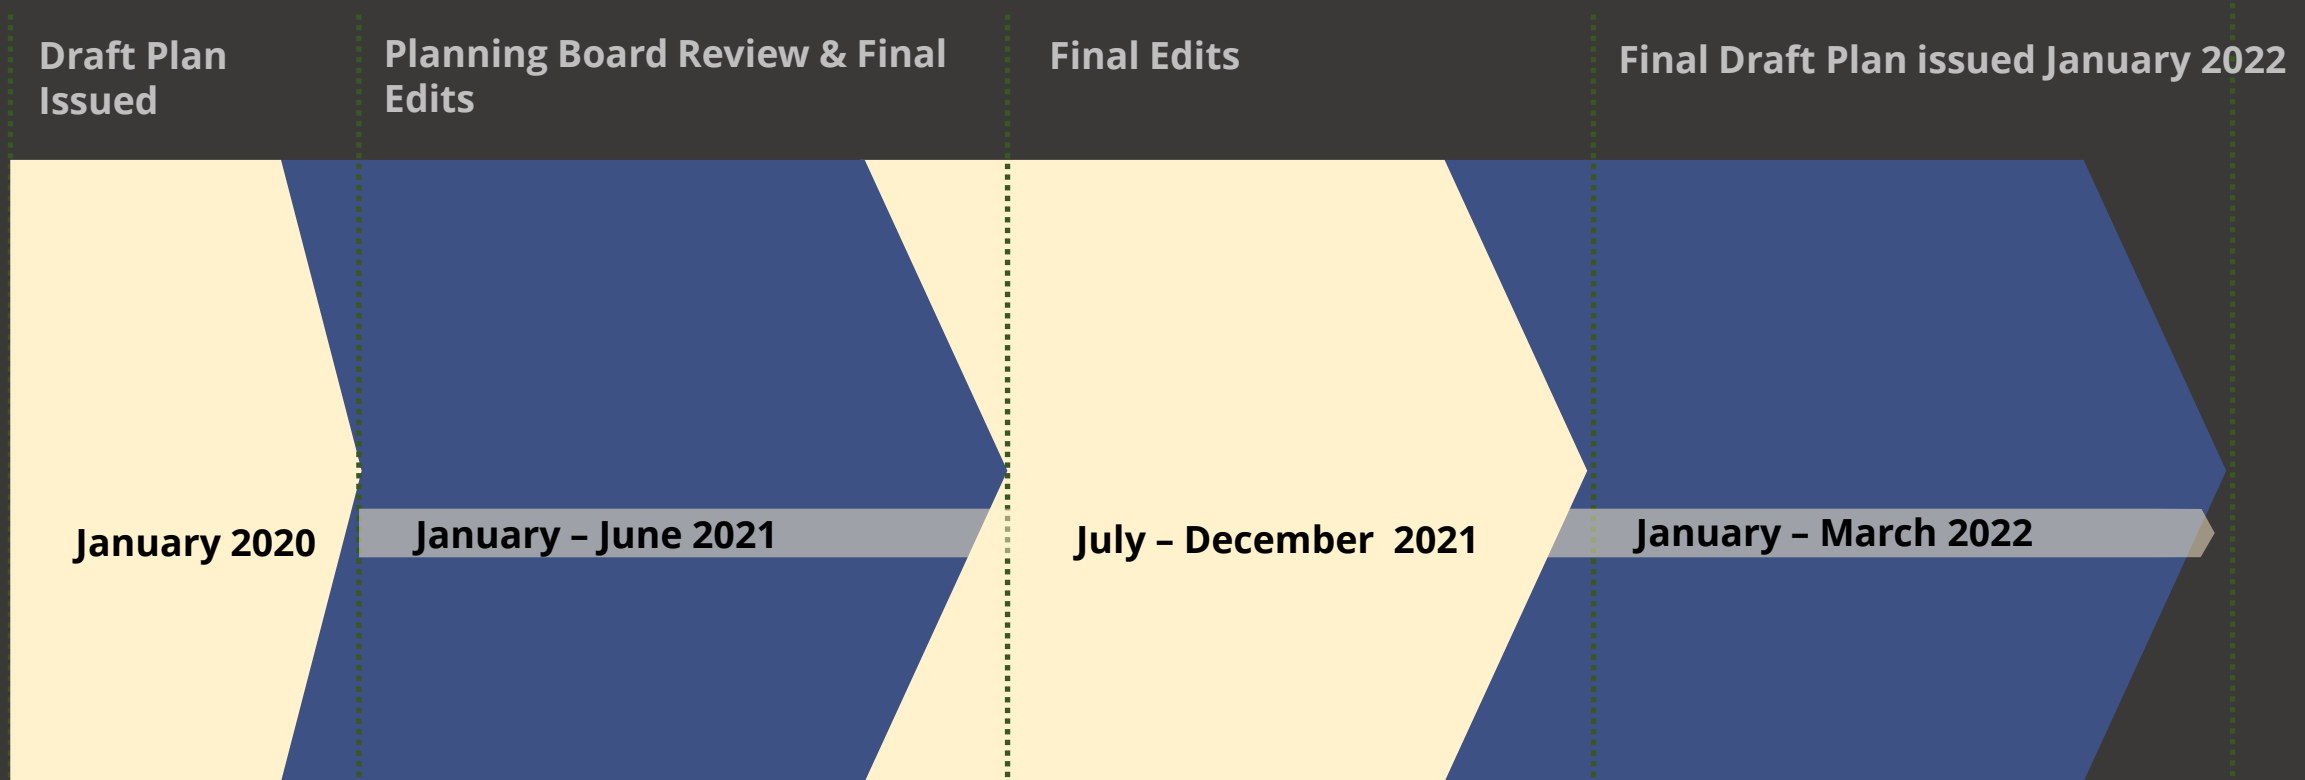 Draft Plan
Issued
Planning Board Review & Final
Edits
Final Edits
Final Draft Plan issued January 2022
January 2020
January – June 2021
July – December  2021
January – March 2022